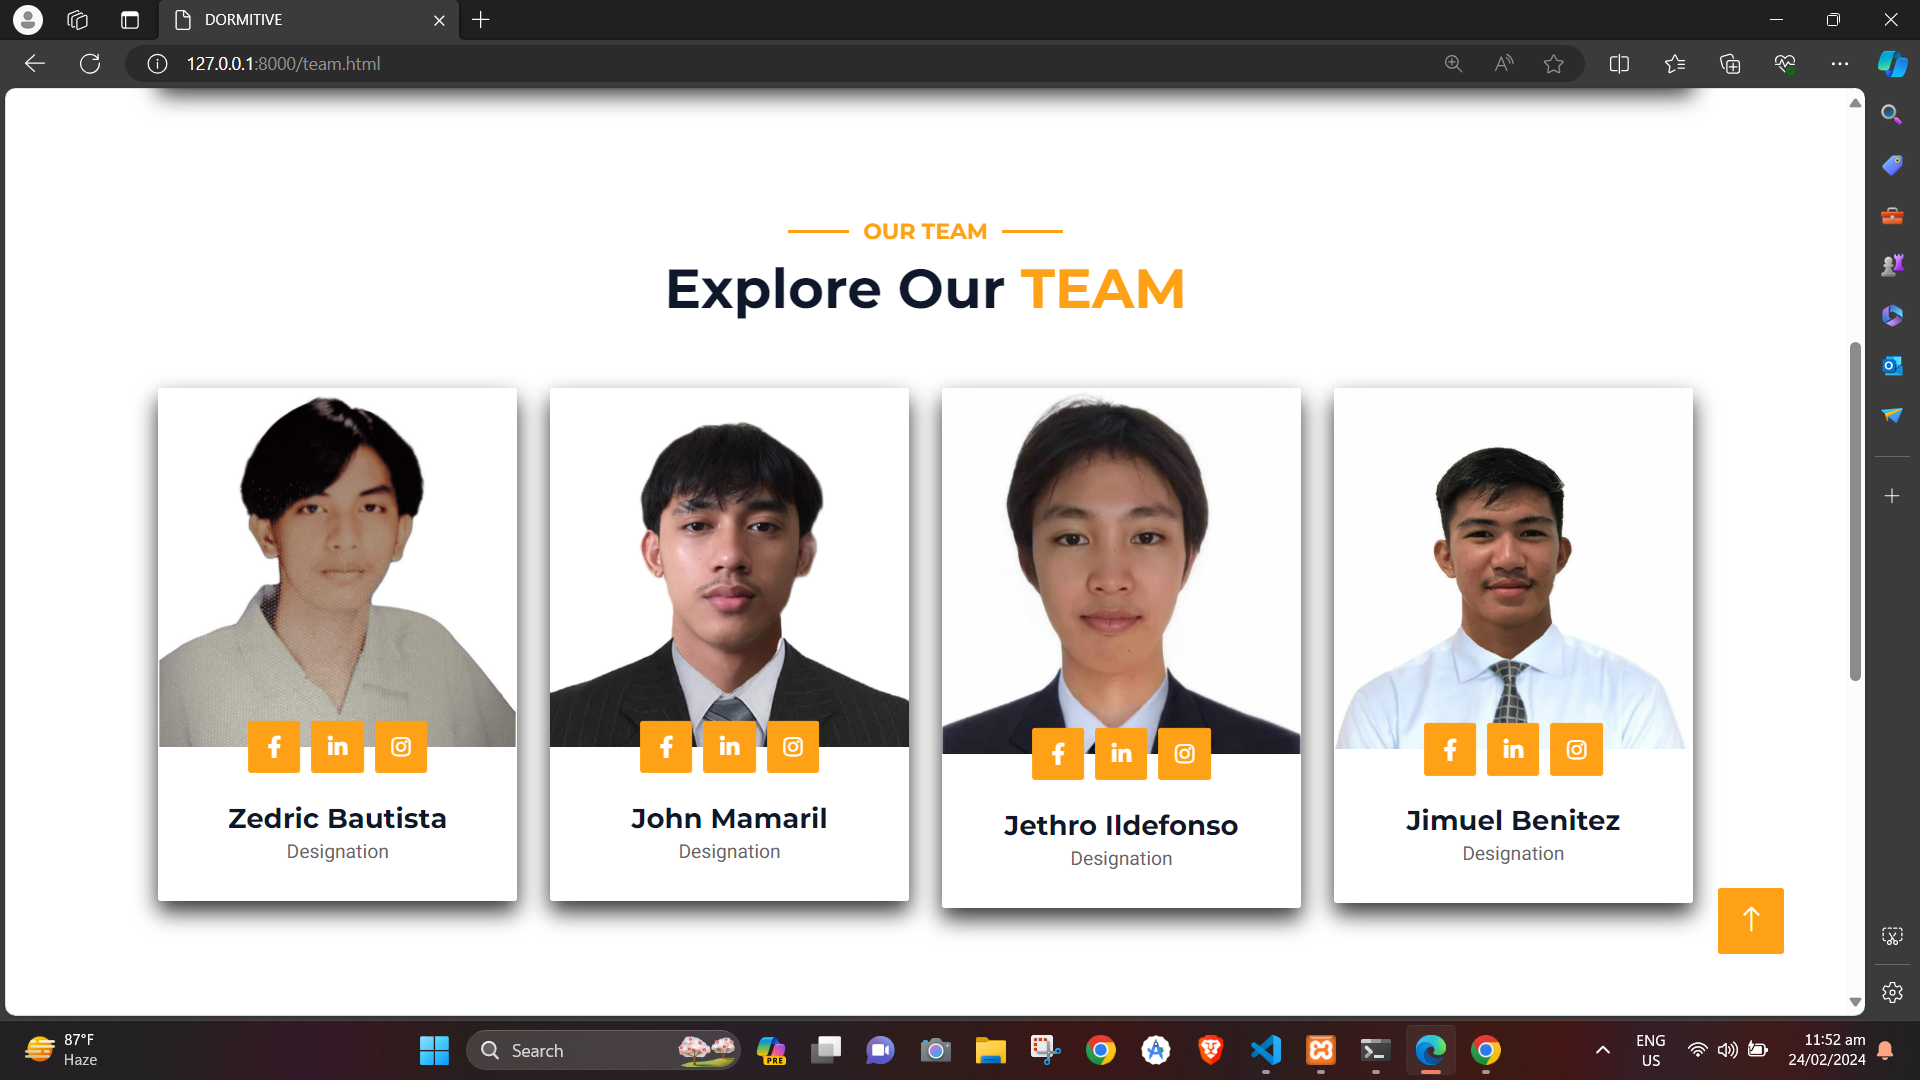 DORMITIVE
127.0.0.1:8000/team.html
OUR TEAM
Explore Our TEAM
Zedric Bautista
Designation
John Mamaril
Designation
Jethro Ildefonso
Designation
Jimuel Benitez
Designation
87°F
Haze
Search
PRE
ENG
US
11:52 am
24/02/2024